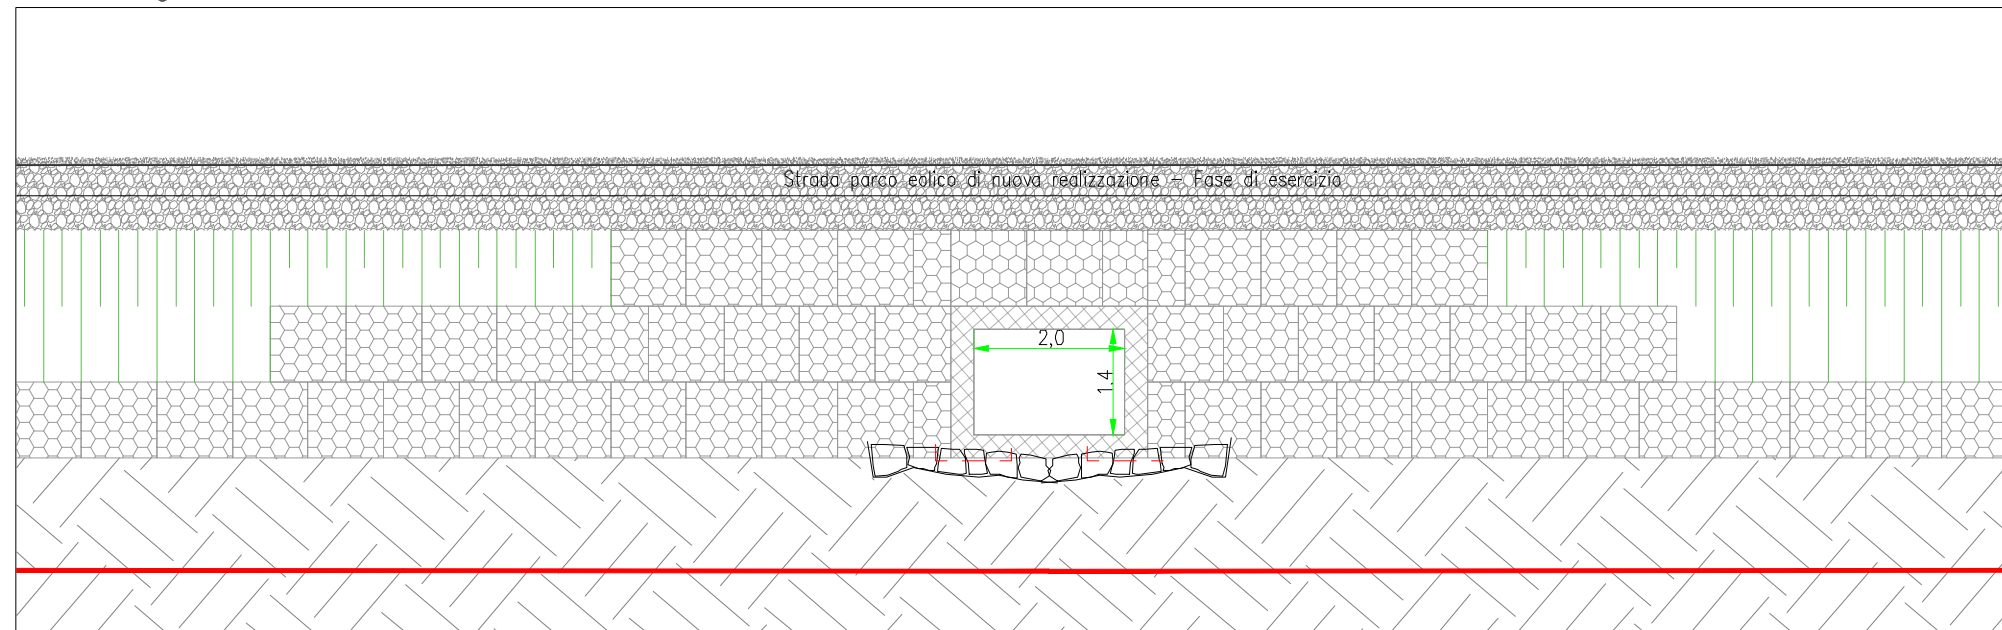 Strada parco eolico di nuova realizzazione – Fase di esercizio
2,0
1,4